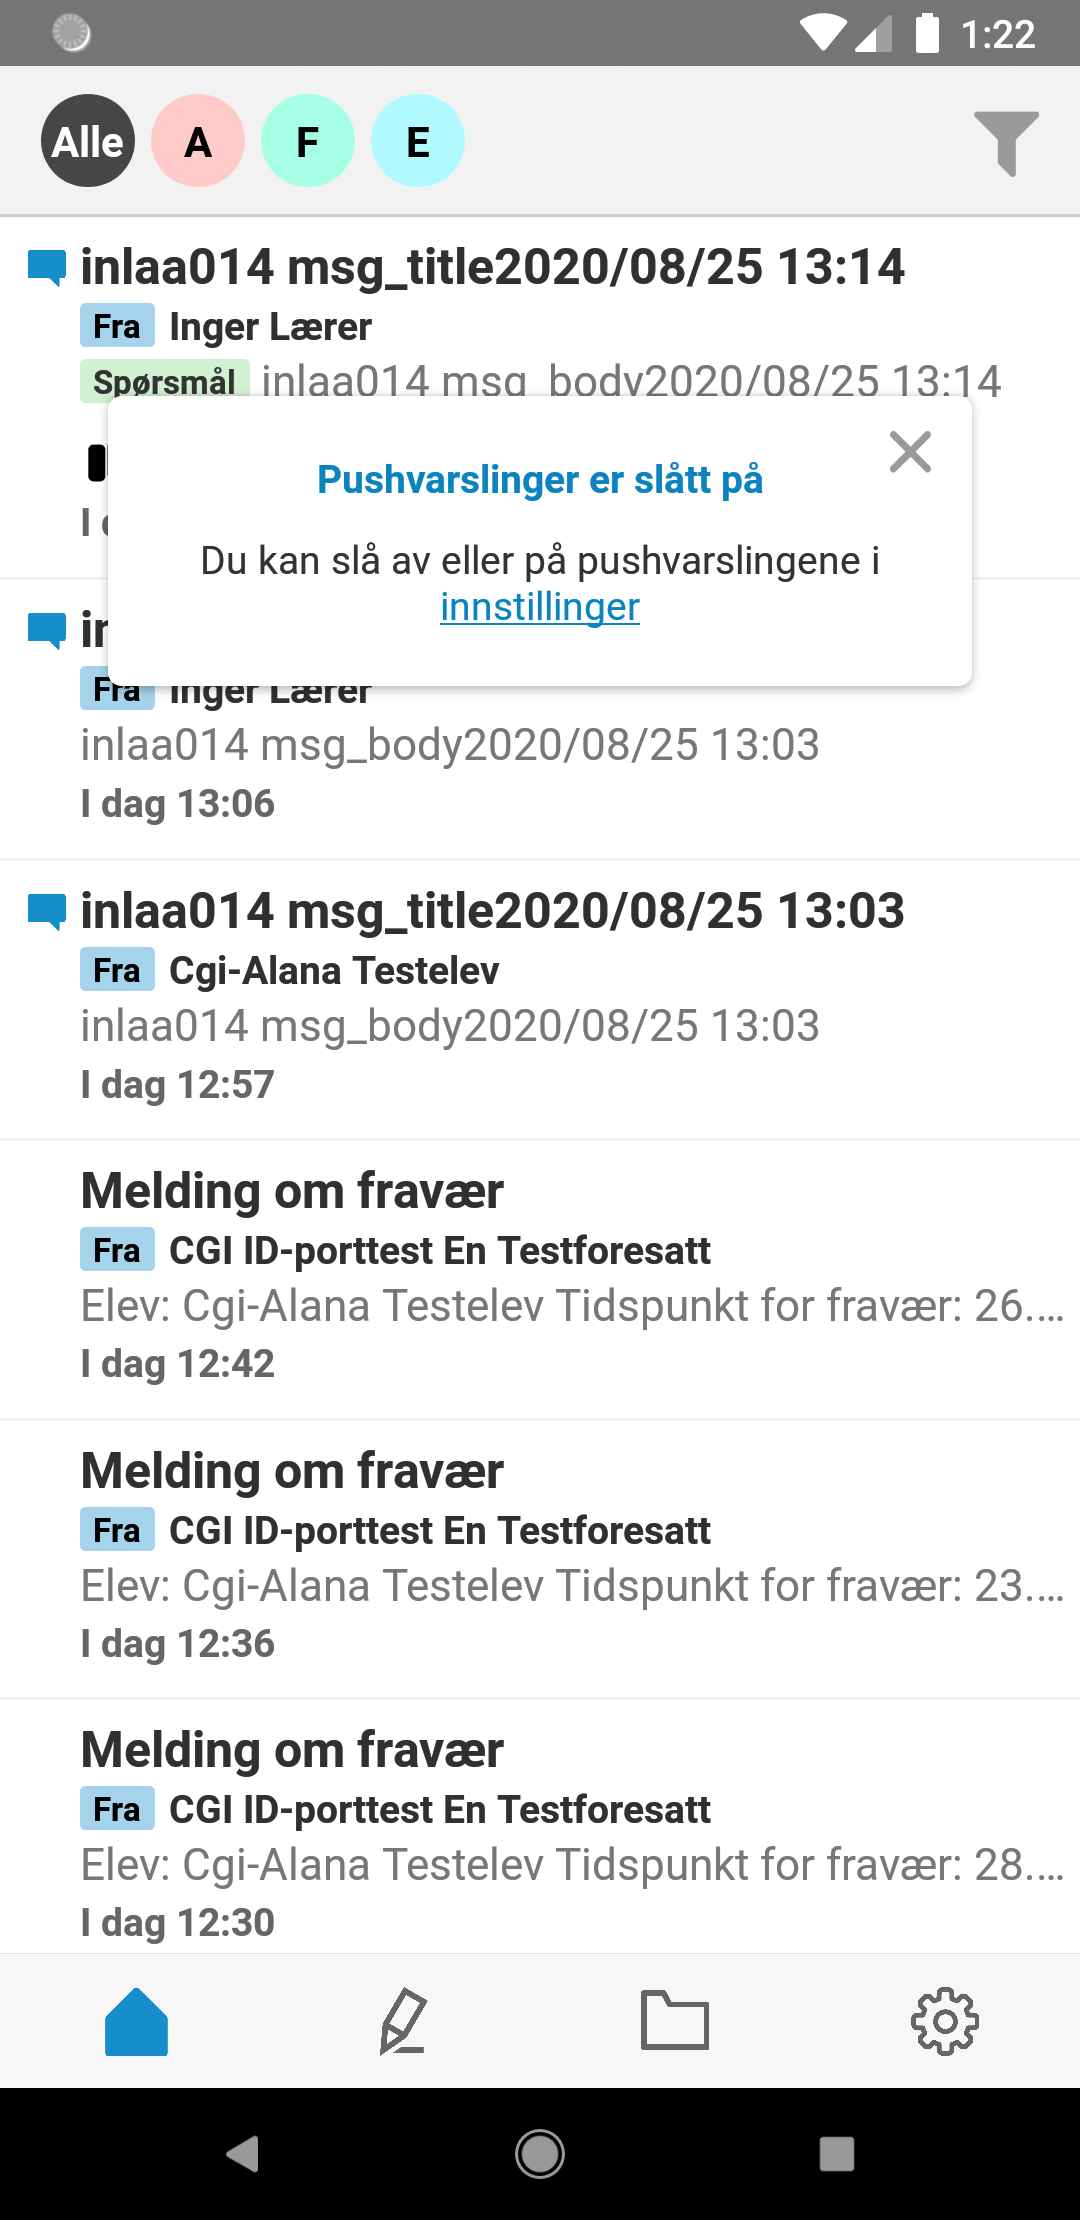 1:22
Alle A F E
inlaa014 msg_title2020/08/25 13:14
Fra Inger Lærer
Spørsmål inlaa014 msg_body2020/08/25 13:14
Pushvarslinger er slått på
Du kan slå av eller på pushvarslingene i
innstillinger
Fra Inger Lærer
inlaa014 msg_body2020/08/25 13:03
I dag 13:06
inlaa014 msg_title2020/08/25 13:03
Fra Cgi-Alana Testelev
inlaa014 msg_body2020/08/25 13:03
I dag 12:57
Melding om fravær
Fra CGI ID-porttest En Testforesatt
Elev: Cgi-Alana Testelev Tidspunkt for fravær: 26....
I dag 12:42
Melding om fravær
Fra CGI ID-porttest En Testforesatt
Elev: Cgi-Alana Testelev Tidspunkt for fravær: 23....
I dag 12:36
Melding om fravær
Fra CGI ID-porttest En Testforesatt
Elev: Cgi-Alana Testelev Tidspunkt for fravær: 28....
I dag 12:30